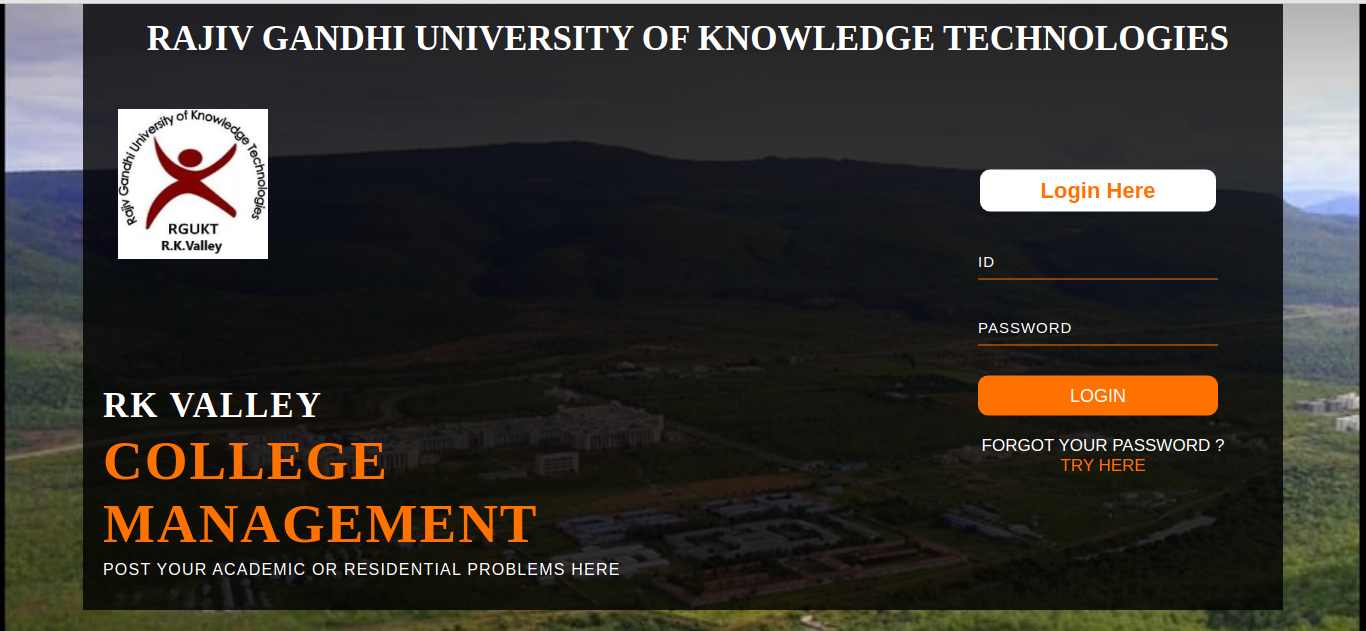 RAJIV GANDHI UNIVERSITY OF KNOWLEDGE TECHNOLOGIES
Rajiv Gandhi University of Knowledge Technologies
RGUKT
R.K.Valley
Login Here
ID
PASSWORD
LOGIN
FORGOT YOUR PASSWORD ?
TRY HERE
RK VALLEY
COLLEGE
MANAGEMENT
POST YOUR ACADEMIC OR RESIDENTIAL PROBLEMS HERE